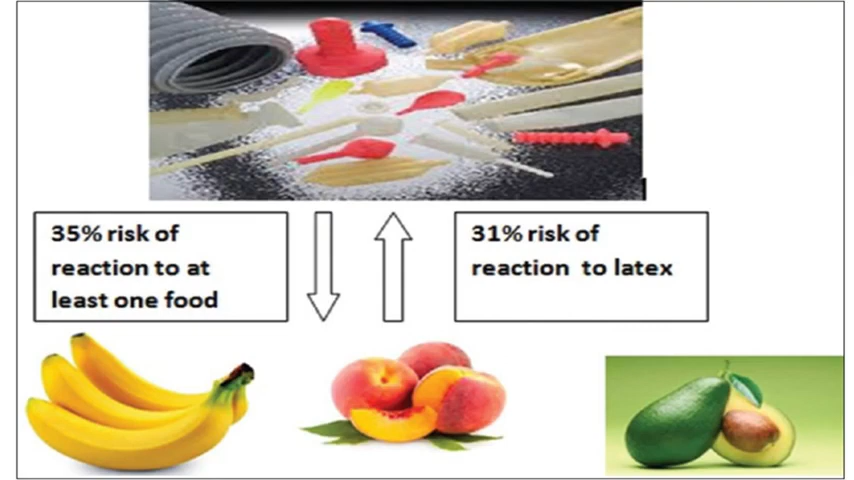 35% risk of
reaction to at
least one food
31% risk of
reaction to latex